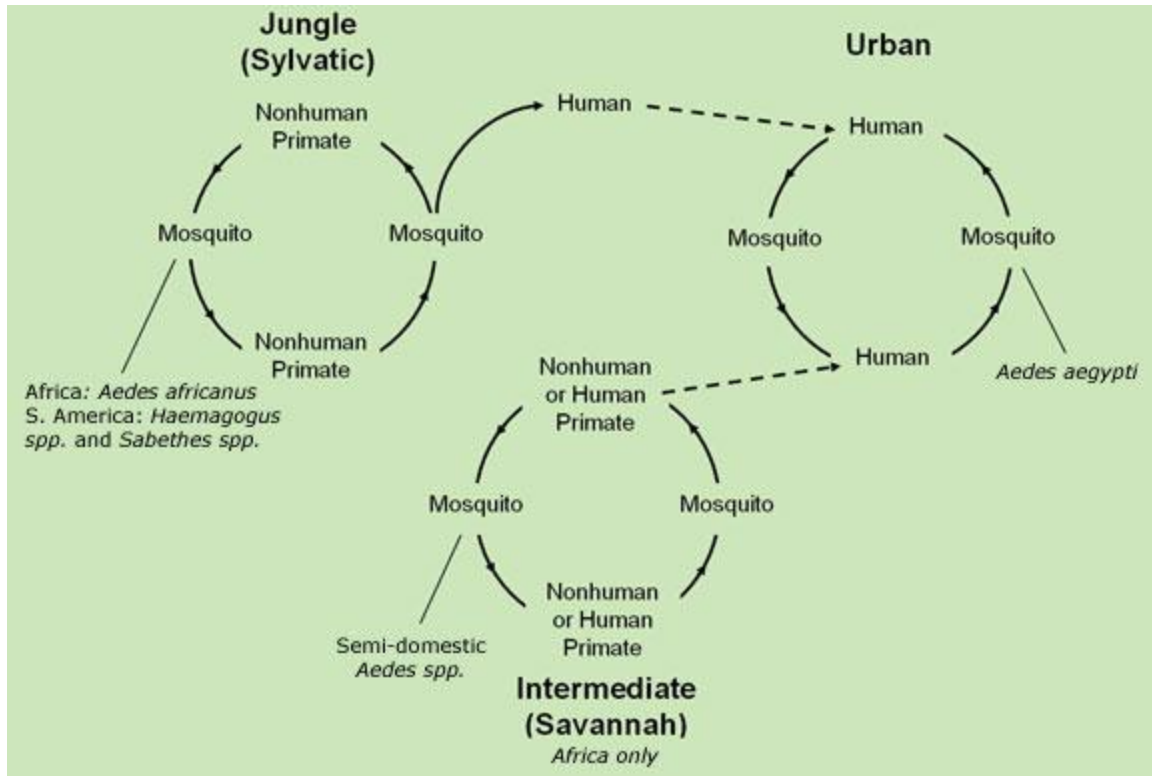 Jungle
(Sylvatic)
Nonhuman
Primate
Mosquito
Mosquito
Nonhuman
Primate
Africa: Aedes africanus
S. America: Haemagogus
spp. and Sabethes spp.
Human
Urban
Human
Mosquito
Mosquito
Human
Aedes aegypti
Nonhuman
or Human
Primate
Mosquito
Mosquito
Nonhuman
or Human
Primate
Semi-domestic
Aedes spp.
Intermediate
(Savannah)
Africa only